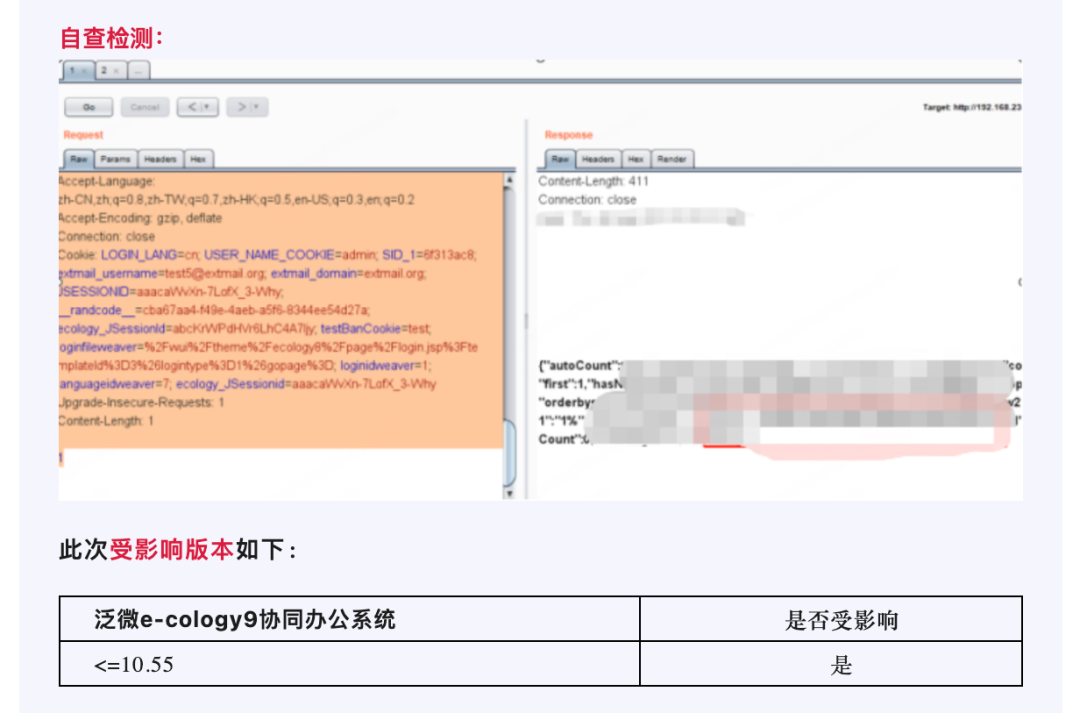 自查检测：
1 × 2 × ...
Go Cancel < >
Target: http://192.168.23
Request
Raw Params Headers Hex
Accept-Language:
zh-CN,zh;q=0.8,zh-TW;q=0.7,zh-HK;q=0.5,en-US;q=0.3,en;q=0.2
Accept-Encoding: gzip, deflate
Connection: close
Cookie: LOGIN_LANG=cn; USER_NAME_COOKIE=admin; SID_1=6f313ac8;
extmail_username=test5@extmail.org; extmail_domain=extmail.org;
JSESSIONID=aaacaWvXn-7LofX_3-Why;
__randcode__=cba67aa4-f49e-4aeb-a5f6-8344ee54d27a;
ecology_JSessionId=abcKrWPdHVr6LhC4A7Ijy; testBanCookie=test;
loginfileweaver=%2Fwui%2Ftheme%2Fecology8%2Fpage%2Flogin.jsp%3Fte
mplateId%3D3%26logintype%3D1%26gopage%3D; loginidweaver=1;
languageidweaver=7; ecology_JSessionid=aaacaWvXn-7LofX_3-Why
Upgrade-Insecure-Requests: 1
Content-Length: 1
1
Response
Raw Headers Hex Render
Content-Length: 411
Connection: close
{"autoCount":
"first":1,"hasN
"orderby
1":"1%"
Count":0
此次受影响版本如下：
泛微e-cology9协同办公系统 是否受影响
<=10.55 是